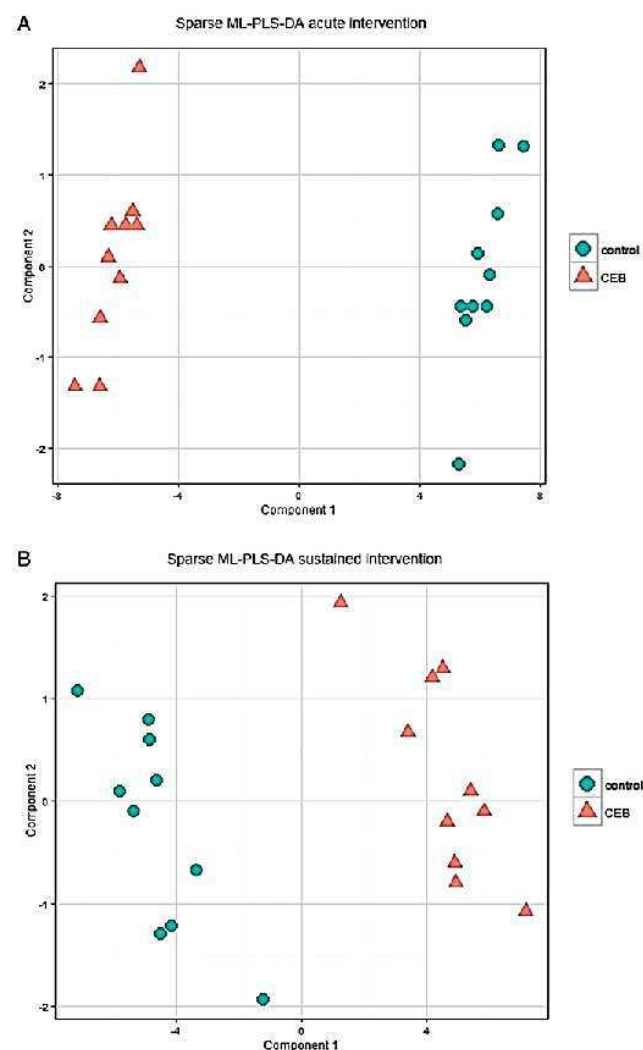 A
Sparse ML-PLS-DA acute intervention
2
1
0
-1
-2
Component 2
-8
-4
0
4
8
Component 1
control
CEB
B
Sparse ML-PLS-DA sustained intervention
2
1
0
-1
-2
Component 2
-4
0
4
Component 1
control
CEB